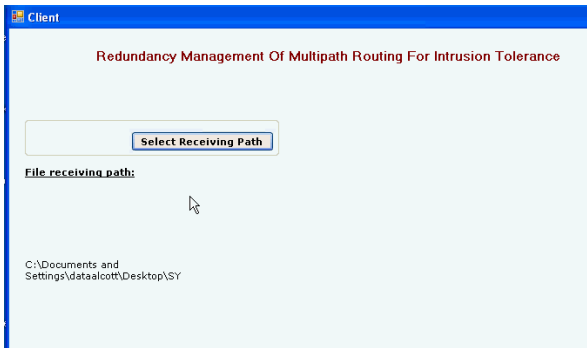 Client
Redundancy Management Of Multipath Routing For Intrusion Tolerance
Select Receiving Path
File receiving path:
C:\Documents and
Settings\dataalcott\Desktop\SY